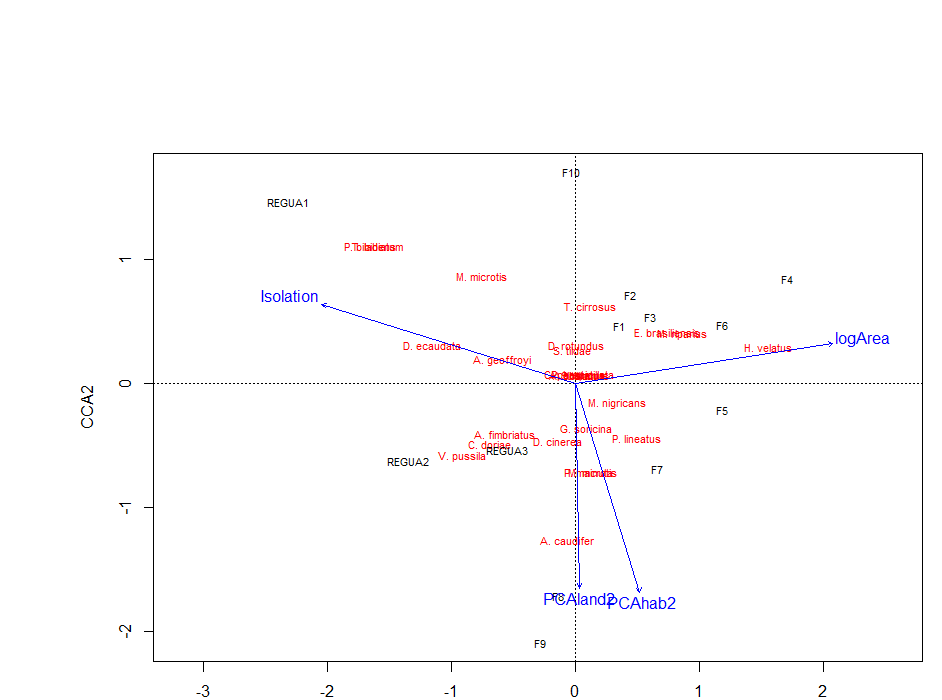 F10
REGUA1
M. microtis
F4
Isolation
F2
T. cirrosus
F3
F1
F6
E. brasiliensis
M. riparius
logArea
D. ecaudata
D. rotundus
H. velatus
S. tildae
A. geoffroyi
M. nigricans
F5
G. soricina
A. fimbriatus
P. lineatus
D. cinerea
C. doriae
REGUA3
V. pussila
REGUA2
F7
A. caudifer
F8
PCAland2
PCAhab2
F9
CCA2
1
0
-1
-2
-3 -2 -1 0 1 2